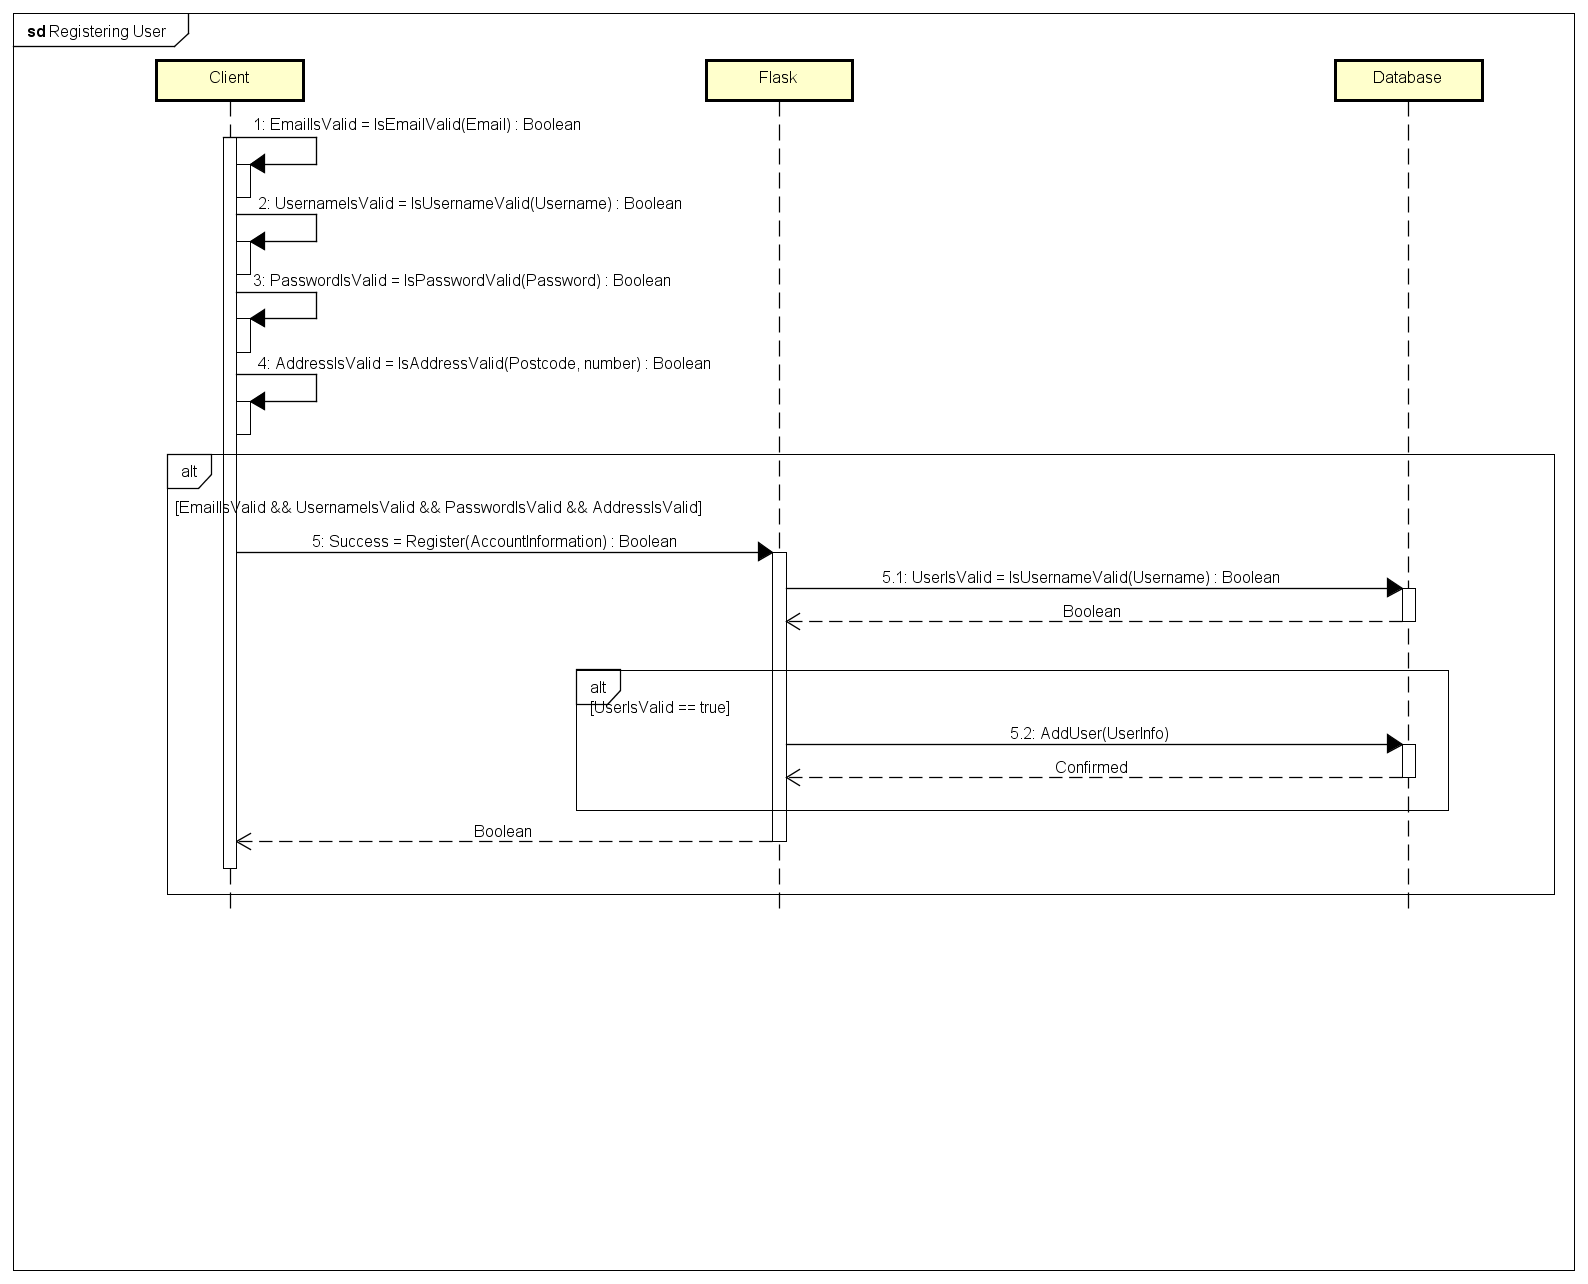 sd Registering User
Client
Flask
Database
1: EmailIsValid = IsEmailValid(Email) : Boolean
2: UsernameIsValid = IsUsernameValid(Username) : Boolean
3: PasswordIsValid = IsPasswordValid(Password) : Boolean
4: AddressIsValid = IsAddressValid(Postcode, number) : Boolean
alt
[EmailIsValid && UsernameIsValid && PasswordIsValid && AddressIsValid]
5: Success = Register(AccountInformation) : Boolean
5.1: UserIsValid = IsUsernameValid(Username) : Boolean
Boolean
alt
[UserIsValid == true]
5.2: AddUser(UserInfo)
Confirmed
Boolean